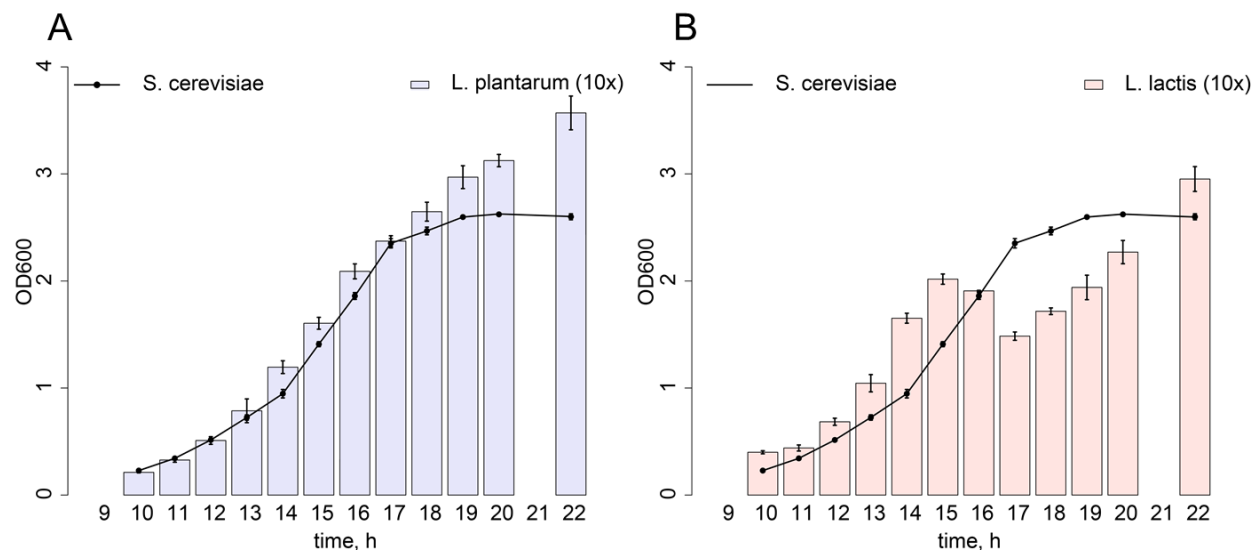 A
4
3
2
1
0
OD600
S. cerevisiae
L. plantarum (10x)
9 10 11 12 13 14 15 16 17 18 19 20 21 22
time, h
B
4
3
2
1
0
OD600
S. cerevisiae
L. lactis (10x)
9 10 11 12 13 14 15 16 17 18 19 20 21 22
time, h